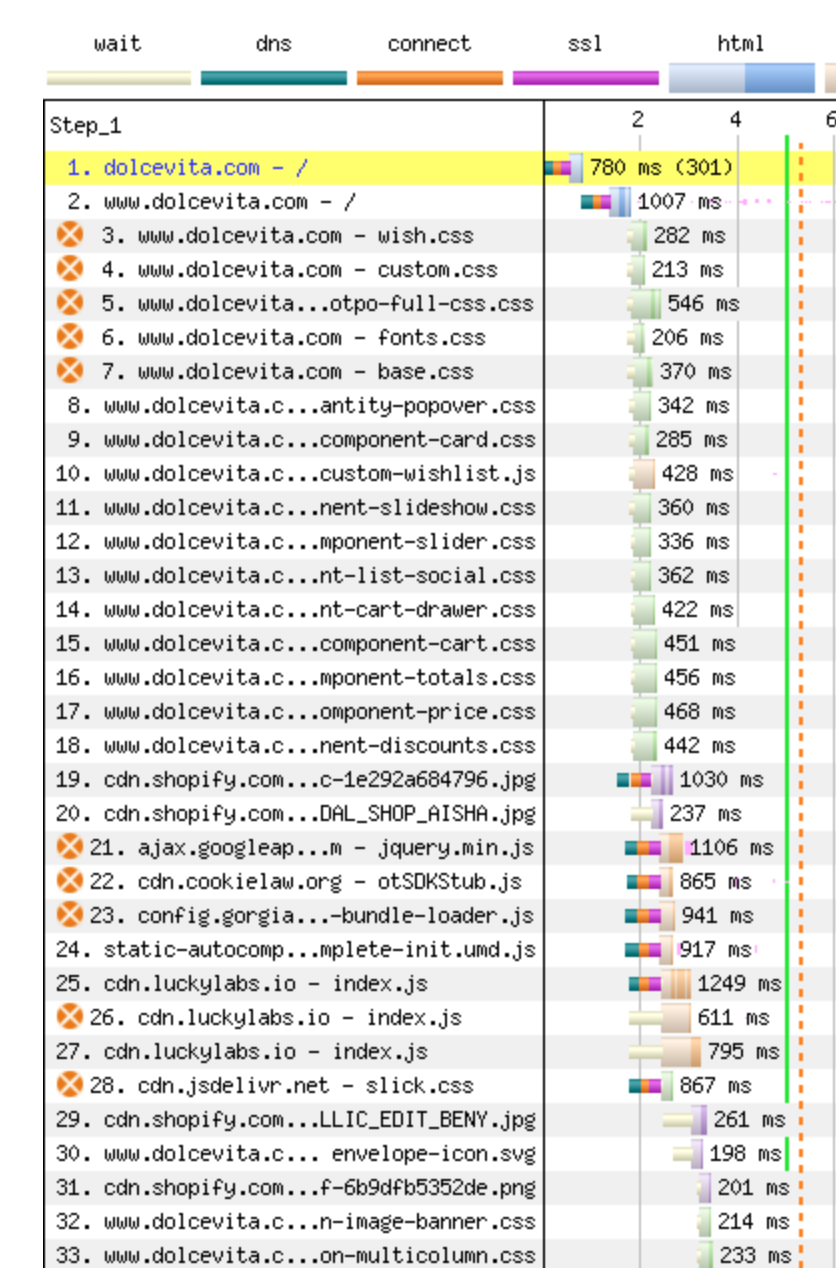 wait dns connect ssl html
Step_1 2 4 6
1. dolcevita.com - / 780 ms (301)
2. www.dolcevita.com - / 1007 ms
3. www.dolcevita.com - wish.css 282 ms
4. www.dolcevita.com - custom.css 213 ms
5. www.dolcevita...otpo-full-css.css 546 ms
6. www.dolcevita.com - fonts.css 206 ms
7. www.dolcevita.com - base.css 370 ms
8. www.dolcevita.c...antity-popover.css 342 ms
9. www.dolcevita.c...component-card.css 285 ms
10. www.dolcevita.c...custom-wishlist.js 428 ms
11. www.dolcevita.c...nent-slideshow.css 360 ms
12. www.dolcevita.c...mponent-slider.css 336 ms
13. www.dolcevita.c...nt-list-social.css 362 ms
14. www.dolcevita.c...nt-cart-drawer.css 422 ms
15. www.dolcevita.c...component-cart.css 451 ms
16. www.dolcevita.c...mponent-totals.css 456 ms
17. www.dolcevita.c...omponent-price.css 468 ms
18. www.dolcevita.c...nent-discounts.css 442 ms
19. cdn.shopify.com...c-1e292a684796.jpg 1030 ms
20. cdn.shopify.com...DAL_SHOP_AISHA.jpg 237 ms
21. ajax.googleap...m - jquery.min.js 1106 ms
22. cdn.cookielaw.org - otSDKStub.js 865 ms
23. config.gorgia...-bundle-loader.js 941 ms
24. static-autocomp...mplete-init.umd.js 917 ms
25. cdn.luckylabs.io - index.js 1249 ms
26. cdn.luckylabs.io - index.js 611 ms
27. cdn.luckylabs.io - index.js 795 ms
28. cdn.jsdelivr.net - slick.css 867 ms
29. cdn.shopify.com...LLIC_EDIT_BENY.jpg 261 ms
30. www.dolcevita.c... envelope-icon.svg 198 ms
31. cdn.shopify.com...f-6b9dfb5352de.png 201 ms
32. www.dolcevita.c...n-image-banner.css 214 ms
33. www.dolcevita.c...on-multicolumn.css 233 ms